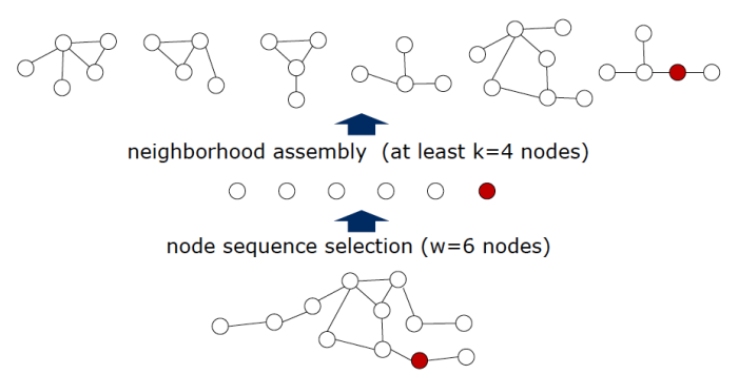 neighborhood assembly (at least k=4 nodes)
node sequence selection (w=6 nodes)